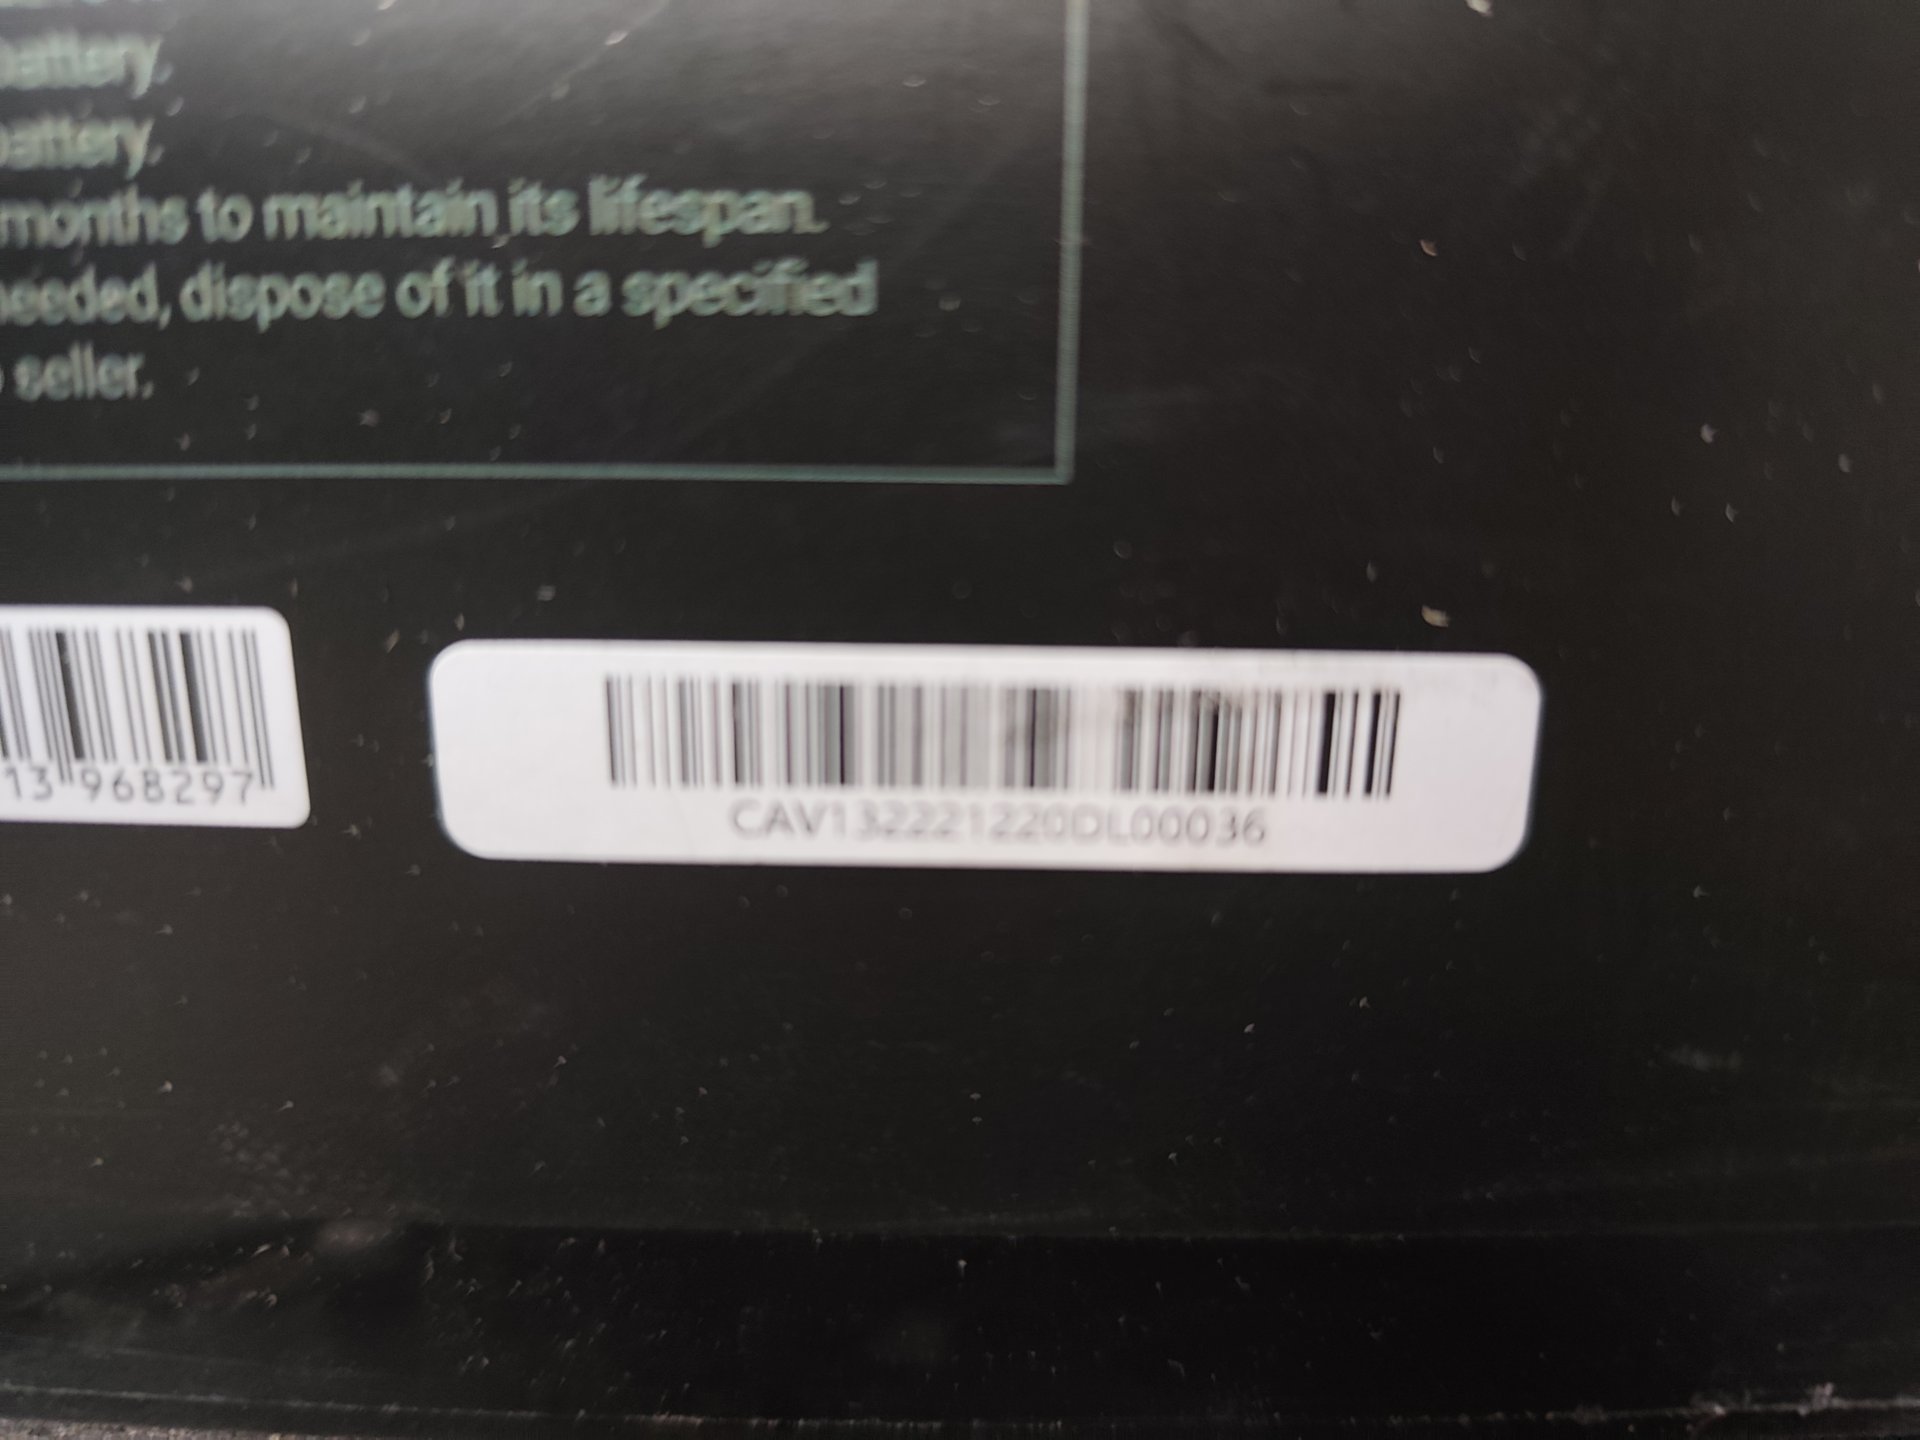 battery.
battery.
months to maintain its lifespan.
needed, dispose of it in a specified
seller.
13 968297
CAV132221220DL00036